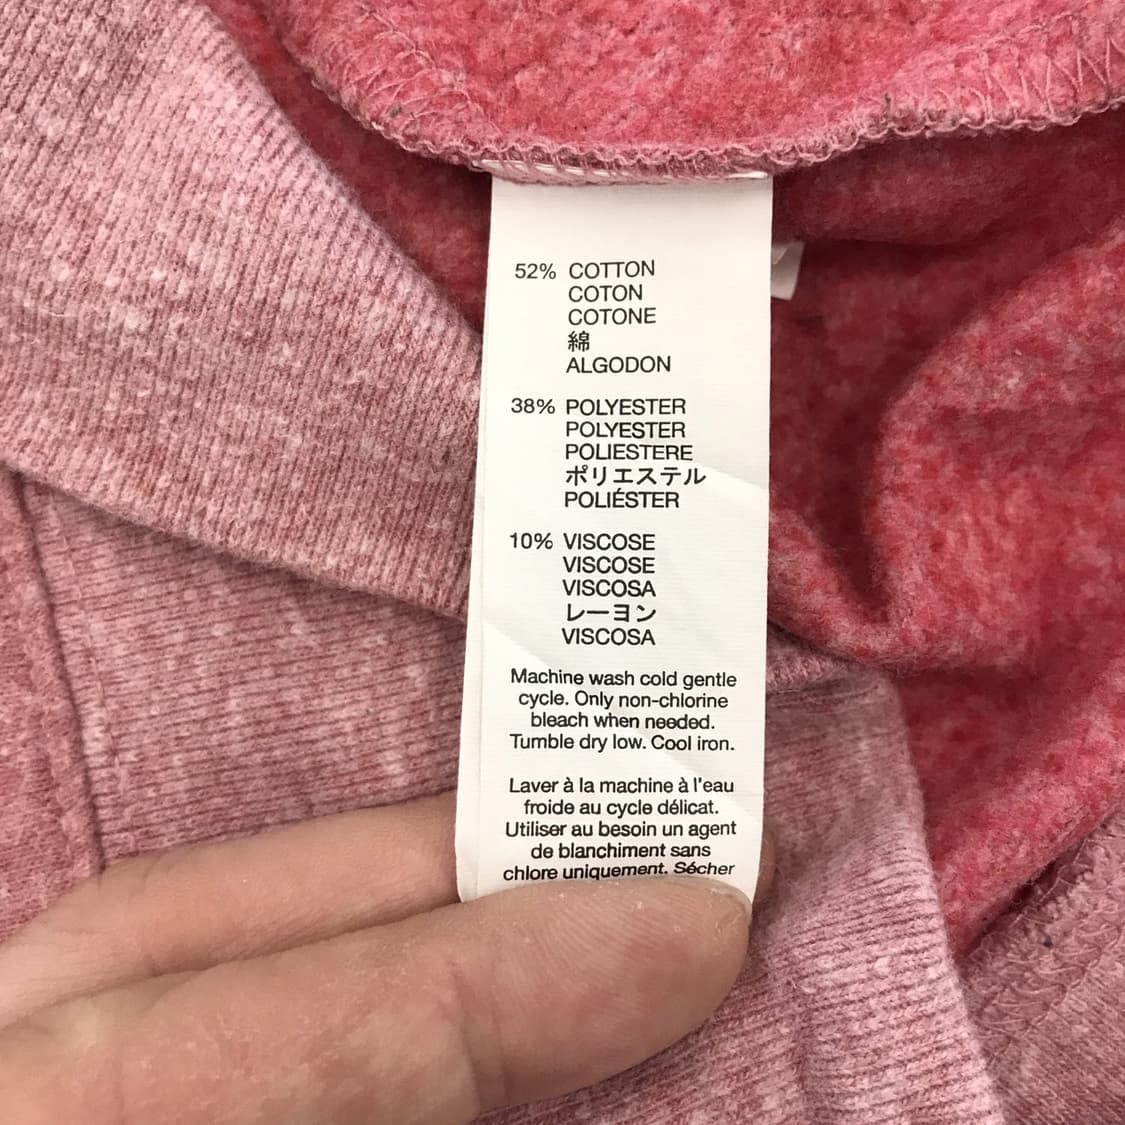 52% COTTON
COTON
COTONE
綿
ALGODON
38% POLYESTER
POLYESTER
POLIESTERE
ポリエステル
POLIÉSTER
10% VISCOSE
VISCOSE
VISCOSA
レーヨン
VISCOSA
Machine wash cold gentle
cycle. Only non-chlorine
bleach when needed.
Tumble dry low. Cool iron.
Laver à la machine à l'eau
froide au cycle délicat.
Utiliser au besoin un agent
de blanchiment sans
chlore uniquement. Sécher